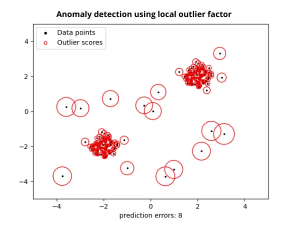 Anomaly detection using local outlier factor
Data points
Outlier scores
4
2
0
−2
−4
−4
−2
0
2
4
prediction errors: 8